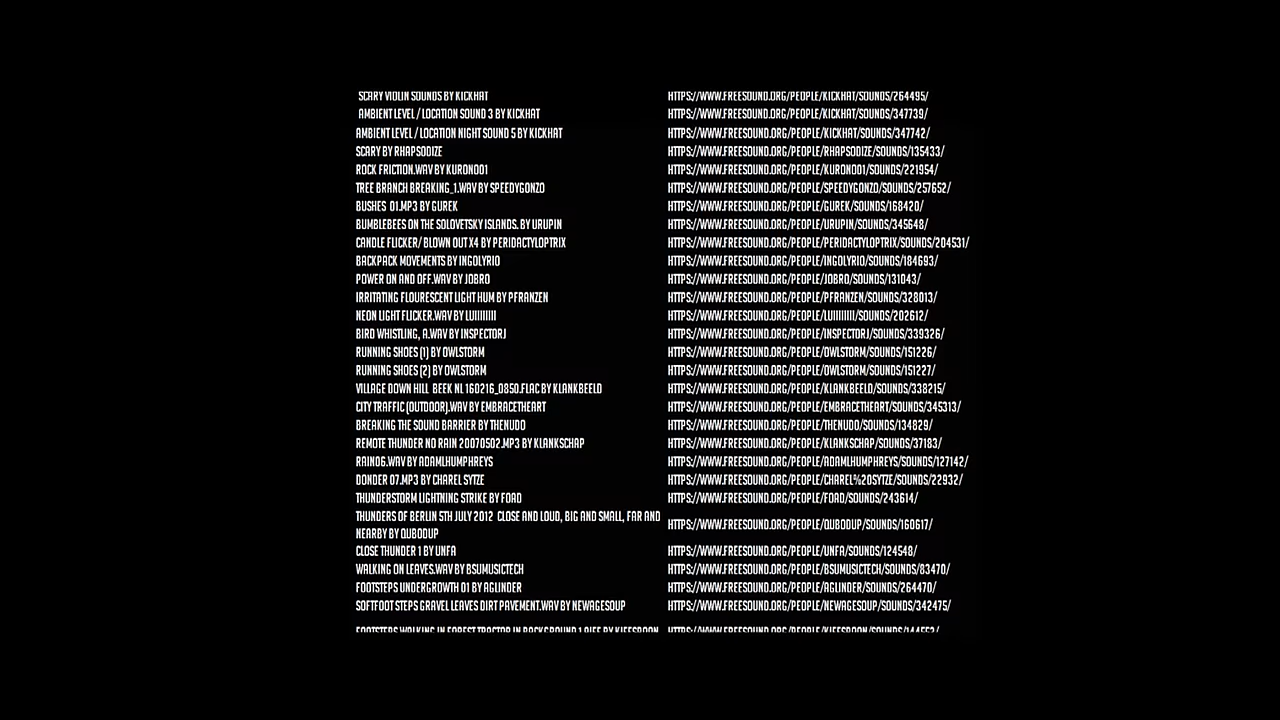 SCARY VIOLIN SOUNDS BY KICKHAT HTTPS://WWW.FREESOUND.ORG/PEOPLE/KICKHAT/SOUNDS/264495/
AMBIENT LEVEL / LOCATION SOUND 3 BY KICKHAT HTTPS://WWW.FREESOUND.ORG/PEOPLE/KICKHAT/SOUNDS/347739/
AMBIENT LEVEL / LOCATION NIGHT SOUND 5 BY KICKHAT HTTPS://WWW.FREESOUND.ORG/PEOPLE/KICKHAT/SOUNDS/347742/
SCARY BY RHAPSODIZE HTTPS://WWW.FREESOUND.ORG/PEOPLE/RHAPSODIZE/SOUNDS/135433/
ROCK FRICTION.WAV BY KURONO01 HTTPS://WWW.FREESOUND.ORG/PEOPLE/KURONO01/SOUNDS/221954/
TREE BRANCH BREAKING_1.WAV BY SPEEDYGONZO HTTPS://WWW.FREESOUND.ORG/PEOPLE/SPEEDYGONZO/SOUNDS/257652/
BUSHES 01.MP3 BY GUREK HTTPS://WWW.FREESOUND.ORG/PEOPLE/GUREK/SOUNDS/168420/
BUMBLEBEES ON THE SOLOVETSKY ISLANDS. BY URUPIN HTTPS://WWW.FREESOUND.ORG/PEOPLE/URUPIN/SOUNDS/345648/
CANDLE FLICKER/ BLOWN OUT X4 BY PERIDACTYLOPTRIX HTTPS://WWW.FREESOUND.ORG/PEOPLE/PERIDACTYLOPTRIX/SOUNDS/204531/
BACKPACK MOVEMENTS BY INGOLYRIO HTTPS://WWW.FREESOUND.ORG/PEOPLE/INGOLYRIO/SOUNDS/184693/
POWER ON AND OFF.WAV BY JOBRO HTTPS://WWW.FREESOUND.ORG/PEOPLE/JOBRO/SOUNDS/131043/
IRRITATING FLOURESCENT LIGHT HUM BY PFRANZEN HTTPS://WWW.FREESOUND.ORG/PEOPLE/PFRANZEN/SOUNDS/328013/
NEON LIGHT FLICKER.WAV BY LUIIIIIIII HTTPS://WWW.FREESOUND.ORG/PEOPLE/LUIIIIIIII/SOUNDS/202612/
BIRD WHISTLING, A.WAV BY INSPECTORJ HTTPS://WWW.FREESOUND.ORG/PEOPLE/INSPECTORJ/SOUNDS/339326/
RUNNING SHOES (1) BY OWLSTORM HTTPS://WWW.FREESOUND.ORG/PEOPLE/OWLSTORM/SOUNDS/151226/
RUNNING SHOES (2) BY OWLSTORM HTTPS://WWW.FREESOUND.ORG/PEOPLE/OWLSTORM/SOUNDS/151227/
VILLAGE DOWN HILL BEEK NL 160216_0850.FLAC BY KLANKBEELD HTTPS://WWW.FREESOUND.ORG/PEOPLE/KLANKBEELD/SOUNDS/338215/
CITY TRAFFIC (OUTDOOR).WAV BY EMBRACETHEART HTTPS://WWW.FREESOUND.ORG/PEOPLE/EMBRACETHEART/SOUNDS/345313/
BREAKING THE SOUND BARRIER BY THENUDO HTTPS://WWW.FREESOUND.ORG/PEOPLE/THENUDO/SOUNDS/134829/
REMOTE THUNDER NO RAIN 20070502.MP3 BY KLANKSCHAP HTTPS://WWW.FREESOUND.ORG/PEOPLE/KLANKSCHAP/SOUNDS/37183/
RAIN06.WAV BY ADAMLHUMPHREYS HTTPS://WWW.FREESOUND.ORG/PEOPLE/ADAMLHUMPHREYS/SOUNDS/127142/
DONDER 07.MP3 BY CHAREL SYTZE HTTPS://WWW.FREESOUND.ORG/PEOPLE/CHAREL%20SYTZE/SOUNDS/22932/
THUNDERSTORM LIGHTNING STRIKE BY FOAD HTTPS://WWW.FREESOUND.ORG/PEOPLE/FOAD/SOUNDS/243614/
THUNDERS OF BERLIN 5TH JULY 2012 CLOSE AND LOUD, BIG AND SMALL, FAR AND
NEARBY BY QUBODUP HTTPS://WWW.FREESOUND.ORG/PEOPLE/QUBODUP/SOUNDS/160617/
CLOSE THUNDER 1 BY UNFA HTTPS://WWW.FREESOUND.ORG/PEOPLE/UNFA/SOUNDS/124548/
WALKING ON LEAVES.WAV BY BSUMUSICTECH HTTPS://WWW.FREESOUND.ORG/PEOPLE/BSUMUSICTECH/SOUNDS/83470/
FOOTSTEPS UNDERGROWTH 01 BY AGLINDER HTTPS://WWW.FREESOUND.ORG/PEOPLE/AGLINDER/SOUNDS/264470/
SOFTFOOT STEPS GRAVEL LEAVES DIRT PAVEMENT.WAV BY NEWAGESOUP HTTPS://WWW.FREESOUND.ORG/PEOPLE/NEWAGESOUP/SOUNDS/342475/
FOOTSTEPS WALKING IN FOREST TRACTOR IN BACKGROUND 1